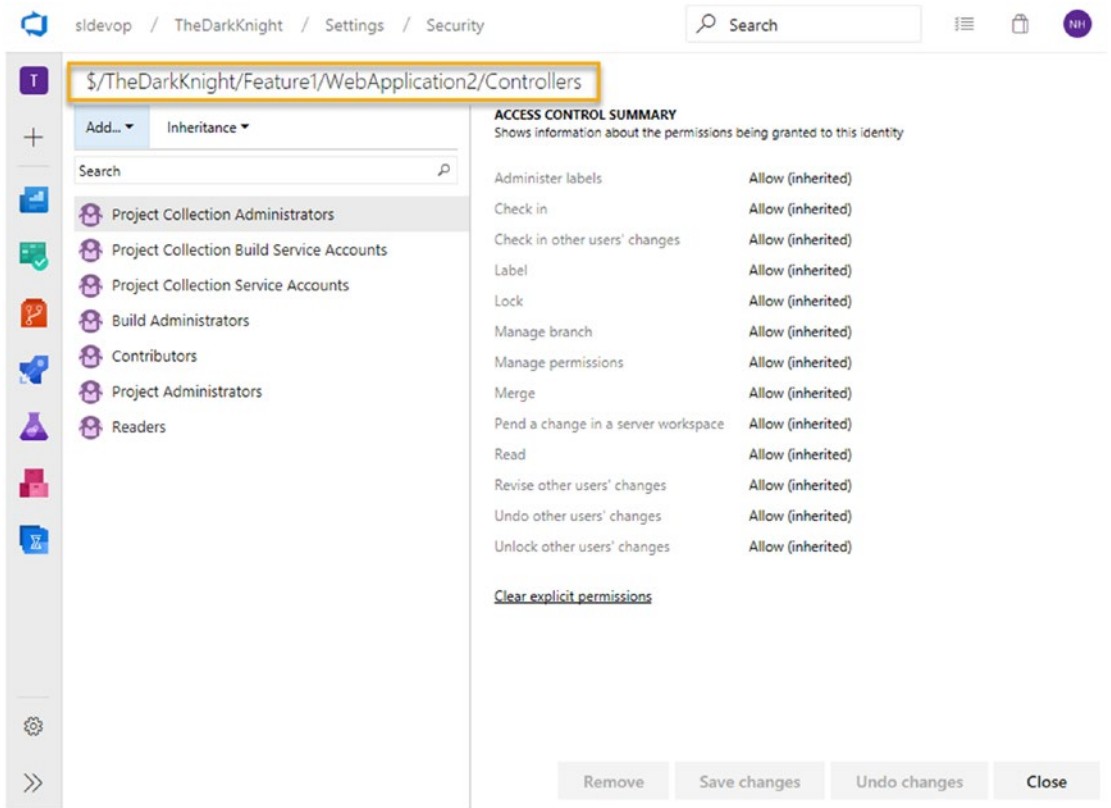 sldevop / TheDarkKnight / Settings / Security
Search
NH
T
$/TheDarkKnight/Feature1/WebApplication2/Controllers
Add...
Inheritance
Search
Project Collection Administrators
Project Collection Build Service Accounts
Project Collection Service Accounts
Build Administrators
Contributors
Project Administrators
Readers
ACCESS CONTROL SUMMARY
Shows information about the permissions being granted to this identity
Administer labels Allow (inherited)
Check in Allow (inherited)
Check in other users' changes Allow (inherited)
Label Allow (inherited)
Lock Allow (inherited)
Manage branch Allow (inherited)
Manage permissions Allow (inherited)
Merge Allow (inherited)
Pend a change in a server workspace Allow (inherited)
Read Allow (inherited)
Revise other users' changes Allow (inherited)
Undo other users' changes Allow (inherited)
Unlock other users' changes Allow (inherited)
Clear explicit permissions
Remove Save changes Undo changes Close